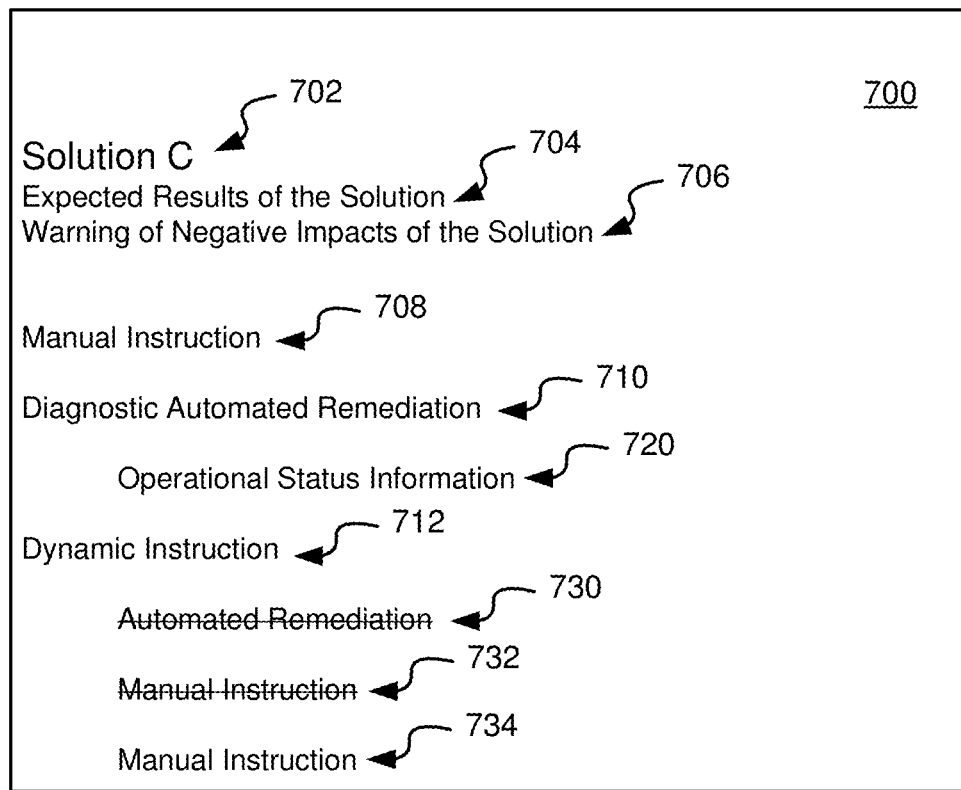 702
700
Solution C
704
Expected Results of the Solution
706
Warning of Negative Impacts of the Solution
708
Manual Instruction
710
Diagnostic Automated Remediation
720
Operational Status Information
712
Dynamic Instruction
730
Automated Remediation
732
Manual Instruction
734
Manual Instruction